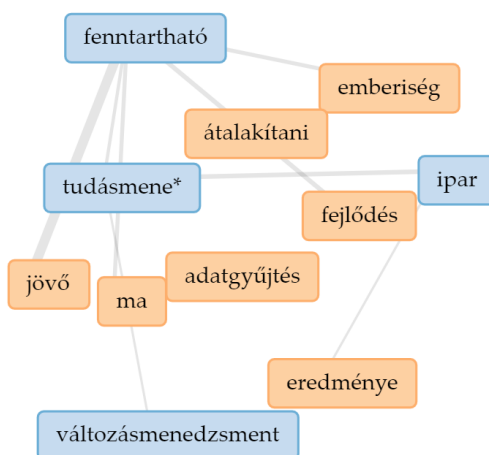 fenntartható
emberiség
átalakítani
tudásmene*
ipar
fejlődés
adatgyűjtés
jövő
ma
eredménye
változásmenedzsment